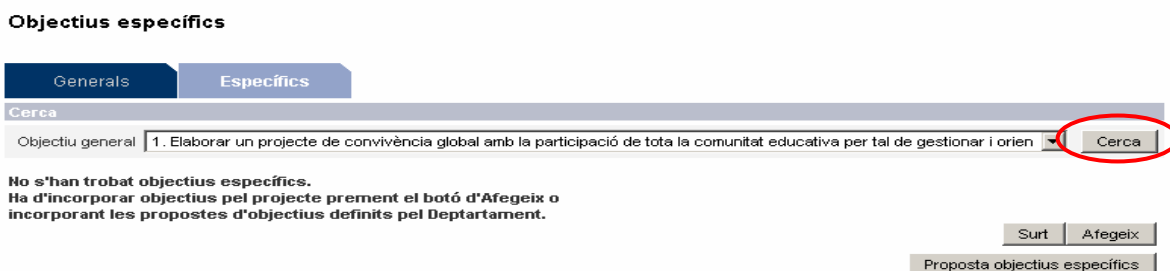 Objectius específics
Generals Específics
Cerca
Objectiu general 1. Elaborar un projecte de convivència global amb la participació de tota la comunitat educativa per tal de gestionar i orien Cerca
No s'han trobat objectius específics.
Ha d'incorporar objectius pel projecte prement el botó d'Afegeix o
incorporant les propostes d'objectius definits pel Deptartament.
Surt Afegeix
Proposta objectius específics